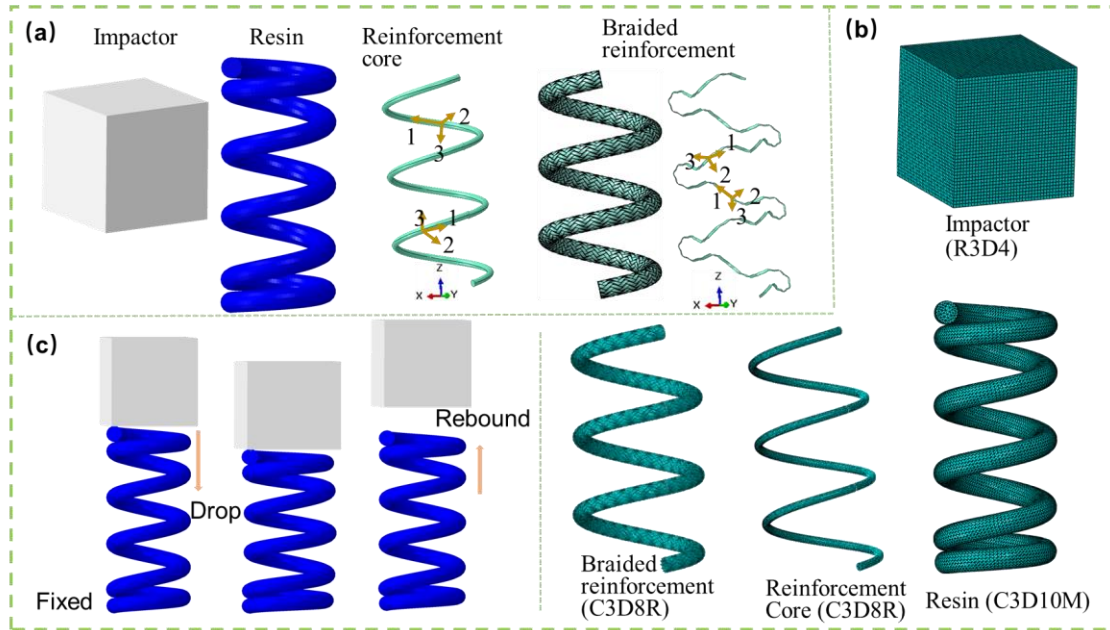 (a)
Impactor
Resin
Reinforcement
core
Braided
reinforcement
1
2
3
3
1
2
3
1
2
1
2
3
Z
X
Y
Z
X
Y
(b)
Impactor
(R3D4)
(c)
Drop
Rebound
Fixed
Braided
reinforcement
(C3D8R)
Reinforcement
Core (C3D8R)
Resin (C3D10M)